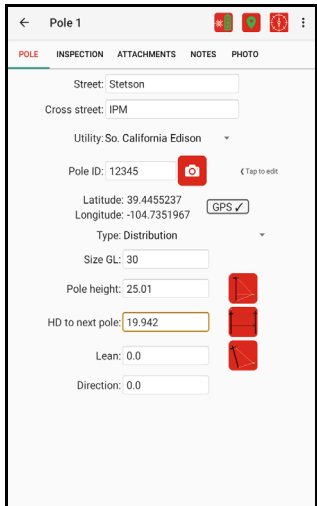 Pole 1
POLE INSPECTION ATTACHMENTS NOTES PHOTO
Street: Stetson
Cross street: IPM
Utility: So. California Edison
Pole ID: 12345 Tap to edit
Latitude: 39.4455237
Longitude: -104.7351967
GPS ✓
Type: Distribution
Size GL: 30
Pole height: 25.01
HD to next pole: 19.942
Lean: 0.0
Direction: 0.0